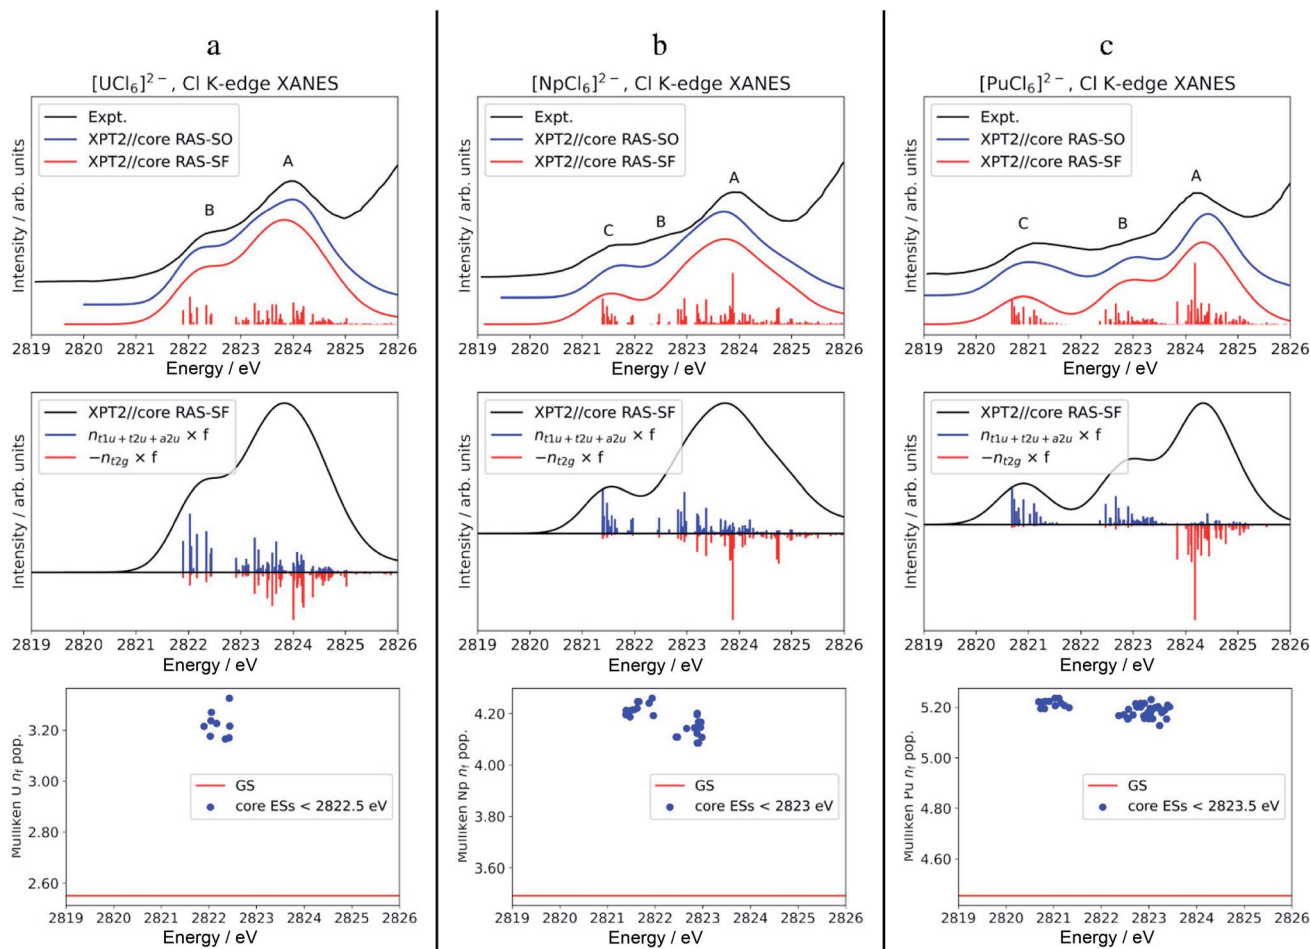 a
[UCl6]2−, Cl K-edge XANES
Intensity / arb. units
Expt.
XPT2//core RAS-SO
XPT2//core RAS-SF
B
A
2819 2820 2821 2822 2823 2824 2825 2826
Energy / eV
Intensity / arb. units
XPT2//core RAS-SF
nt1u+t2u+a2u × f
−nt2g × f
2819 2820 2821 2822 2823 2824 2825 2826
Energy / eV
Mulliken U nf pop.
3.20
3.00
2.80
2.60
GS
core ESs < 2822.5 eV
2819 2820 2821 2822 2823 2824 2825 2826
Energy / eV
b
[NpCl6]2−, Cl K-edge XANES
Intensity / arb. units
Expt.
XPT2//core RAS-SO
XPT2//core RAS-SF
C
B
A
2819 2820 2821 2822 2823 2824 2825 2826
Energy / eV
Intensity / arb. units
XPT2//core RAS-SF
nt1u+t2u+a2u × f
−nt2g × f
2819 2820 2821 2822 2823 2824 2825 2826
Energy / eV
Mulliken Np nf pop.
4.20
4.00
3.80
3.60
GS
core ESs < 2823 eV
2819 2820 2821 2822 2823 2824 2825 2826
Energy / eV
c
[PuCl6]2−, Cl K-edge XANES
Intensity / arb. units
Expt.
XPT2//core RAS-SO
XPT2//core RAS-SF
C
B
A
2819 2820 2821 2822 2823 2824 2825 2826
Energy / eV
Intensity / arb. units
XPT2//core RAS-SF
nt1u+t2u+a2u × f
−nt2g × f
2819 2820 2821 2822 2823 2824 2825 2826
Energy / eV
Mulliken Pu nf pop.
5.20
5.00
4.80
4.60
GS
core ESs < 2823.5 eV
2819 2820 2821 2822 2823 2824 2825 2826
Energy / eV